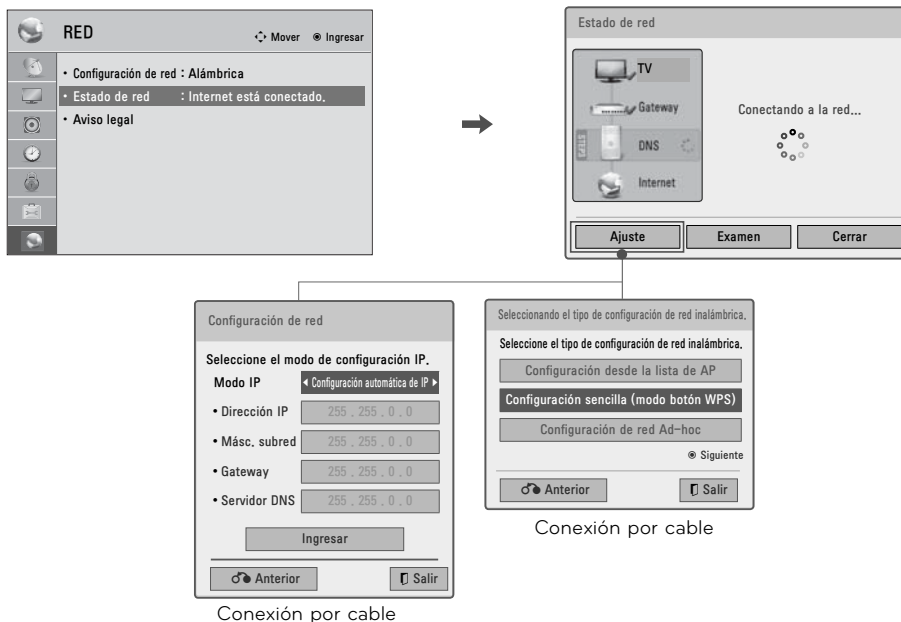 RED
Mover Ingresar
• Configuración de red : Alámbrica
• Estado de red : Internet está conectado.
• Aviso legal
Estado de red
TV
Gateway
DNS
Internet
Conectando a la red...
Ajuste Examen Cerrar
Configuración de red
Seleccione el modo de configuración IP.
Modo IP ◀ Configuración automática de IP ▶
• Dirección IP 255 . 255 . 0 . 0
• Másc. subred 255 . 255 . 0 . 0
• Gateway 255 . 255 . 0 . 0
• Servidor DNS 255 . 255 . 0 . 0
Ingresar
Anterior Salir
Conexión por cable
Seleccionando el tipo de configuración de red inalámbrica.
Seleccione el tipo de configuración de red inalámbrica.
Configuración desde la lista de AP
Configuración sencilla (modo botón WPS)
Configuración de red Ad-hoc
Siguiente
Anterior Salir
Conexión por cable